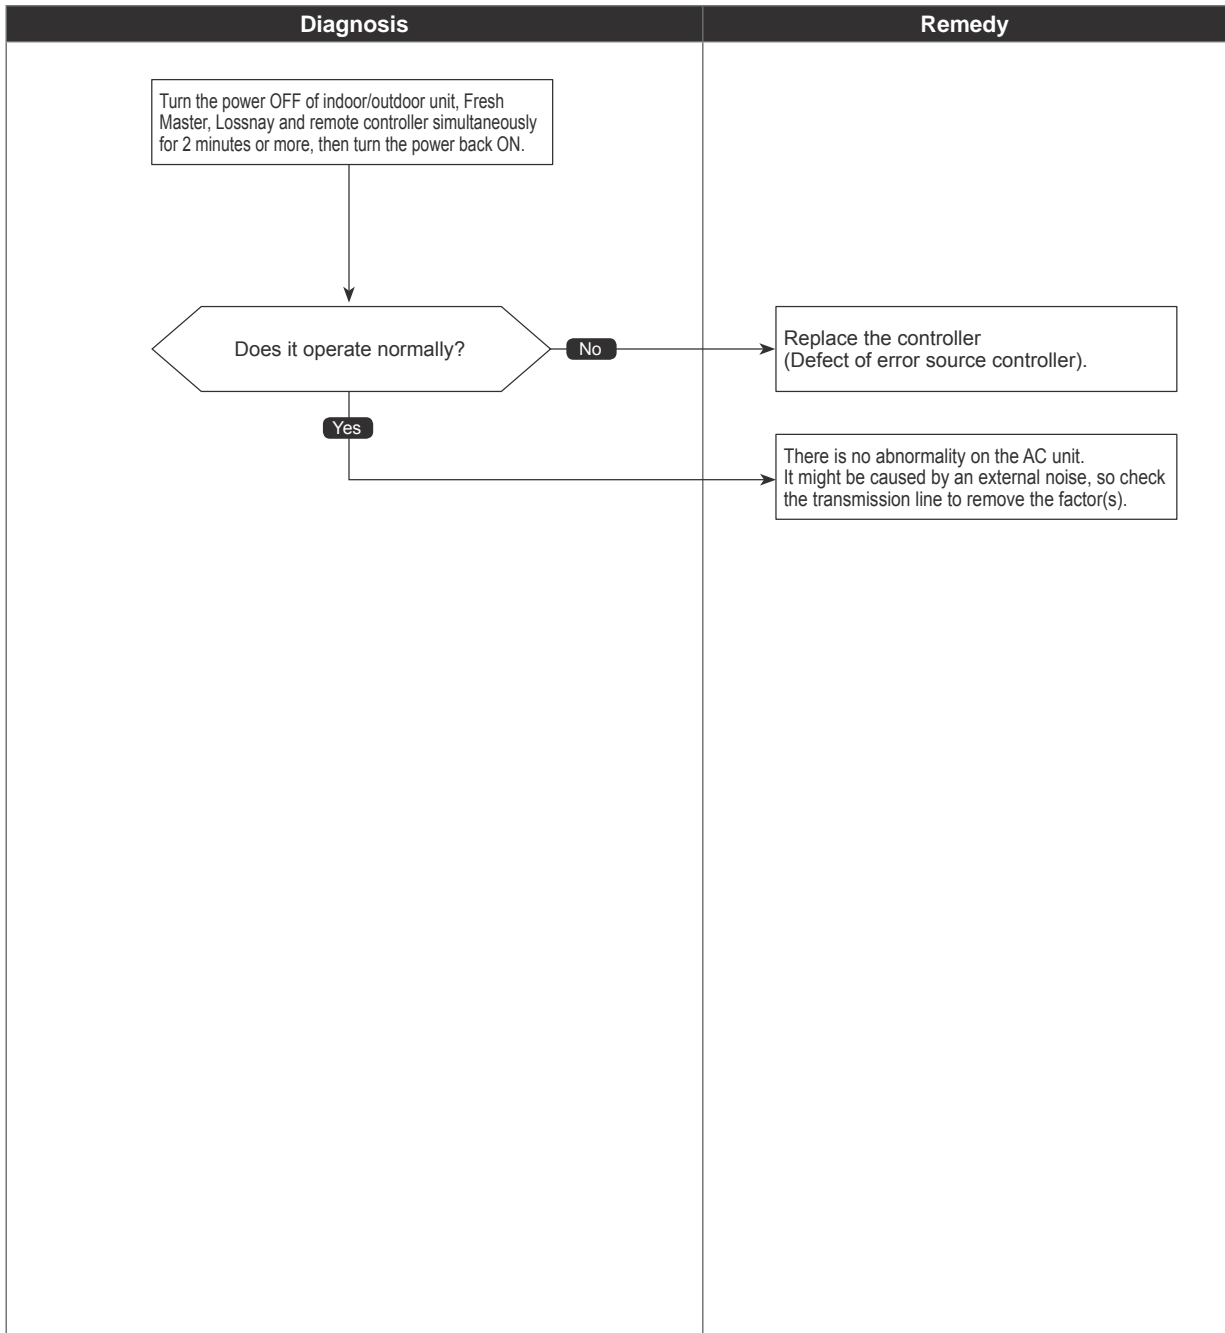 Diagnosis
Remedy
Turn the power OFF of indoor/outdoor unit, Fresh
Master, Lossnay and remote controller simultaneously
for 2 minutes or more, then turn the power back ON.
Does it operate normally?
No
Replace the controller
(Defect of error source controller).
Yes
There is no abnormality on the AC unit.
It might be caused by an external noise, so check
the transmission line to remove the factor(s).